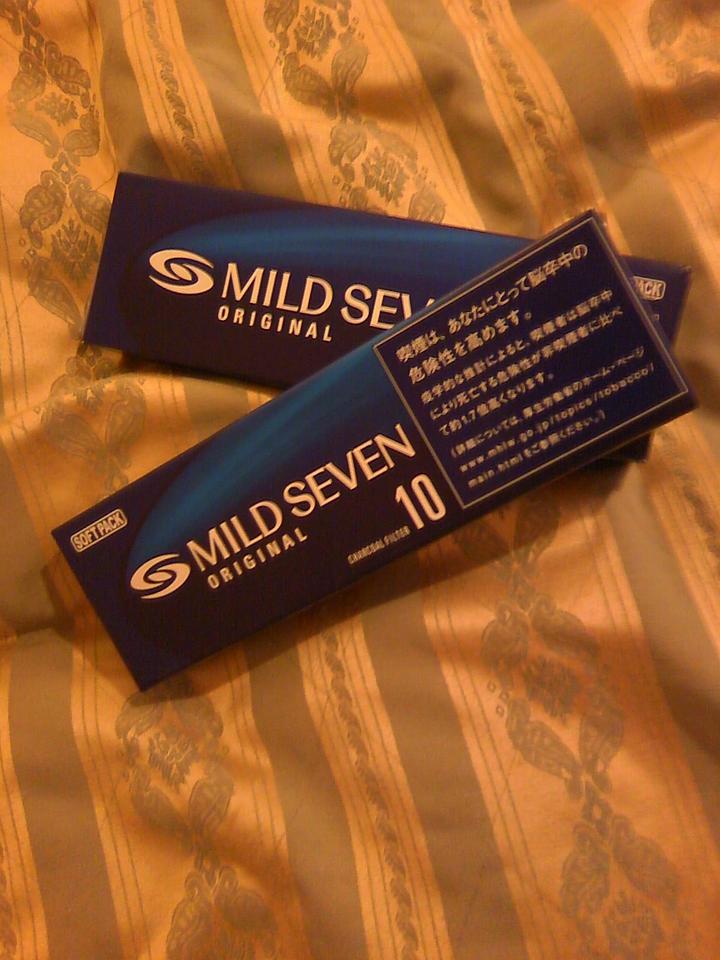 MILD SEV
ORIGINAL
PACK
喫煙は、あなたにとって脳卒中の
危険性を高めます。
疫学的な推計によると、喫煙者は脳卒中
により死亡する危険性が非喫煙者に比べ
て約1.7倍高くなります。
(詳細については、厚生労働省のホーム・ページ
www.mhlw.go.jp/topics/tobacco/
main.htmlをご参照ください。)
SOFT PACK
MILD SEVEN
ORIGINAL
10
CHARCOAL FILTER